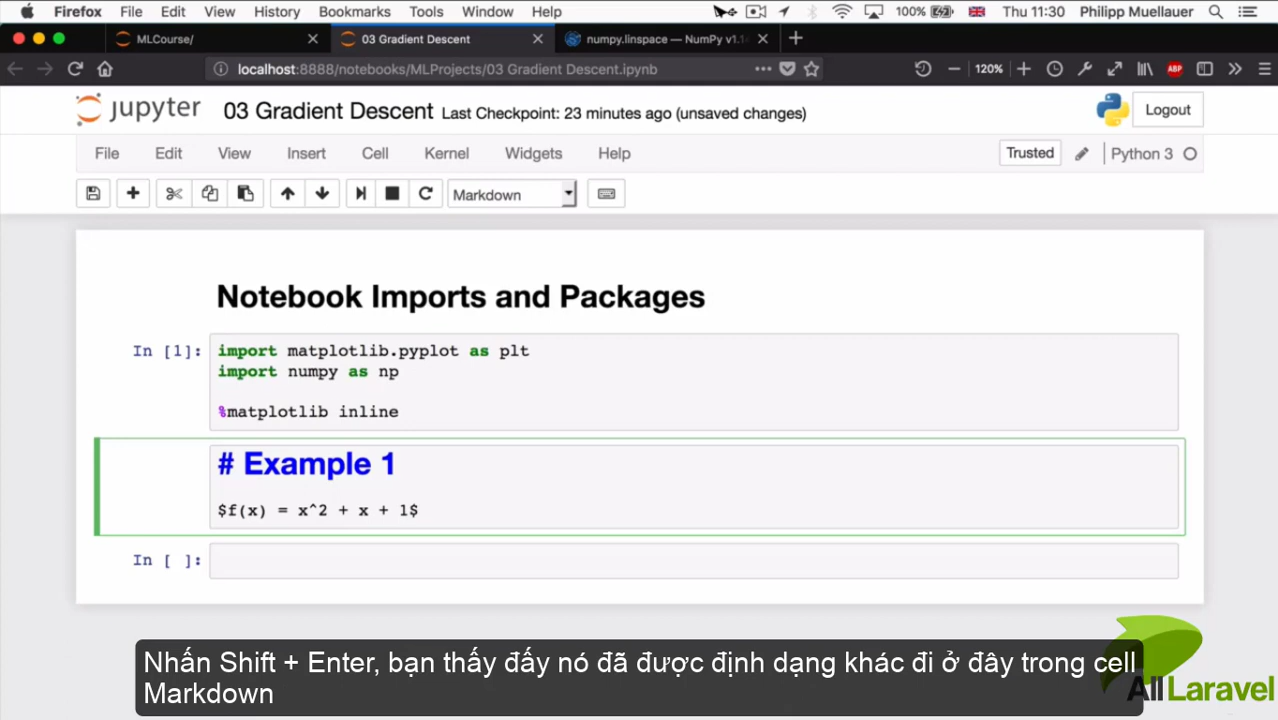 Firefox File Edit View History Bookmarks Tools Window Help 100% Thu 11:30 Philipp Muellauer
MLCourse/ 03 Gradient Descent numpy.linspace — NumPy v1.1
localhost:8888/notebooks/MLProjects/03 Gradient Descent.ipynb 120% ABP
jupyter 03 Gradient Descent Last Checkpoint: 23 minutes ago (unsaved changes) Logout
File Edit View Insert Cell Kernel Widgets Help Trusted Python 3
Markdown
Notebook Imports and Packages
In [1]: import matplotlib.pyplot as plt
import numpy as np
%matplotlib inline
# Example 1
$f(x) = x^2 + x + 1$
In [ ]:
Nhấn Shift + Enter, bạn thấy đấy nó đã được định dạng khác đi ở đây trong cell
Markdown
AllLaravel